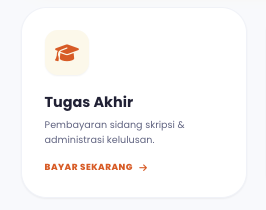 Tugas Akhir
Pembayaran sidang skripsi &
administrasi kelulusan.
BAYAR SEKARANG →